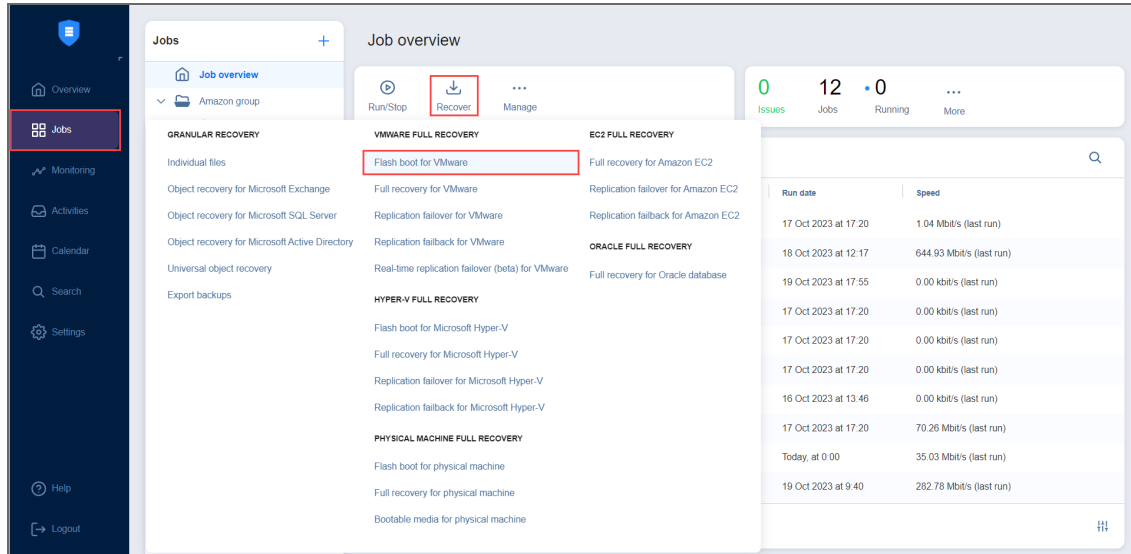 Overview
Jobs
Monitoring
Activities
Calendar
Search
Settings
Help
Logout
Jobs +
Job overview
Amazon group
Job overview
Run/Stop
Recover
Manage
0
Issues
12
Jobs
0
Running
More
GRANULAR RECOVERY
Individual files
Object recovery for Microsoft Exchange
Object recovery for Microsoft SQL Server
Object recovery for Microsoft Active Directory
Universal object recovery
Export backups
VMWARE FULL RECOVERY
Flash boot for VMware
Full recovery for VMware
Replication failover for VMware
Replication failback for VMware
Real-time replication failover (beta) for VMware
HYPER-V FULL RECOVERY
Flash boot for Microsoft Hyper-V
Full recovery for Microsoft Hyper-V
Replication failover for Microsoft Hyper-V
Replication failback for Microsoft Hyper-V
PHYSICAL MACHINE FULL RECOVERY
Flash boot for physical machine
Full recovery for physical machine
Bootable media for physical machine
EC2 FULL RECOVERY
Full recovery for Amazon EC2
Replication failover for Amazon EC2
Replication failback for Amazon EC2
ORACLE FULL RECOVERY
Full recovery for Oracle database
Run date Speed
17 Oct 2023 at 17:20 1.04 Mbit/s (last run)
18 Oct 2023 at 12:17 644.93 Mbit/s (last run)
19 Oct 2023 at 17:55 0.00 kbit/s (last run)
17 Oct 2023 at 17:20 0.00 kbit/s (last run)
17 Oct 2023 at 17:20 0.00 kbit/s (last run)
17 Oct 2023 at 17:20 0.00 kbit/s (last run)
16 Oct 2023 at 13:46 0.00 kbit/s (last run)
17 Oct 2023 at 17:20 70.26 Mbit/s (last run)
Today, at 0:00 35.03 Mbit/s (last run)
19 Oct 2023 at 9:40 282.78 Mbit/s (last run)